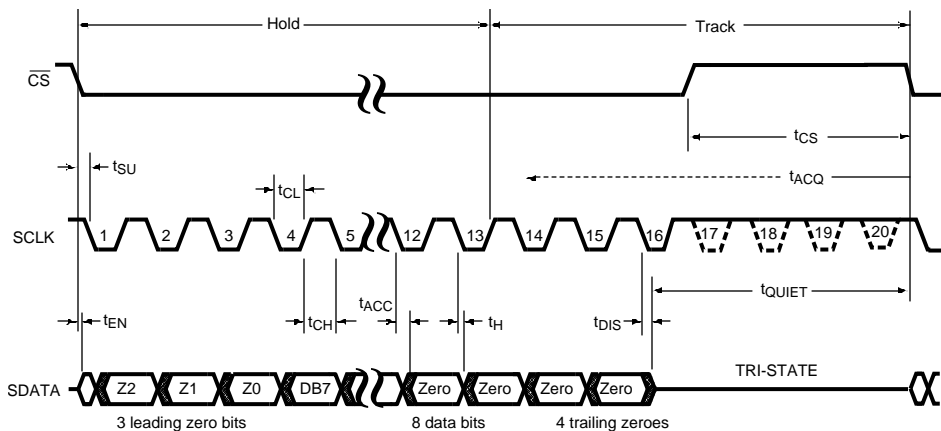 Hold
Track
CS
tCS
tSU
tCL
tACQ
SCLK
1 2 3 4 5 12 13 14 15 16 17 18 19 20
tQUIET
tACC
tEN
tCH
tH
tDIS
TRI-STATE
SDATA
Z2 Z1 Z0 DB7 Zero Zero Zero Zero
3 leading zero bits
8 data bits
4 trailing zeroes